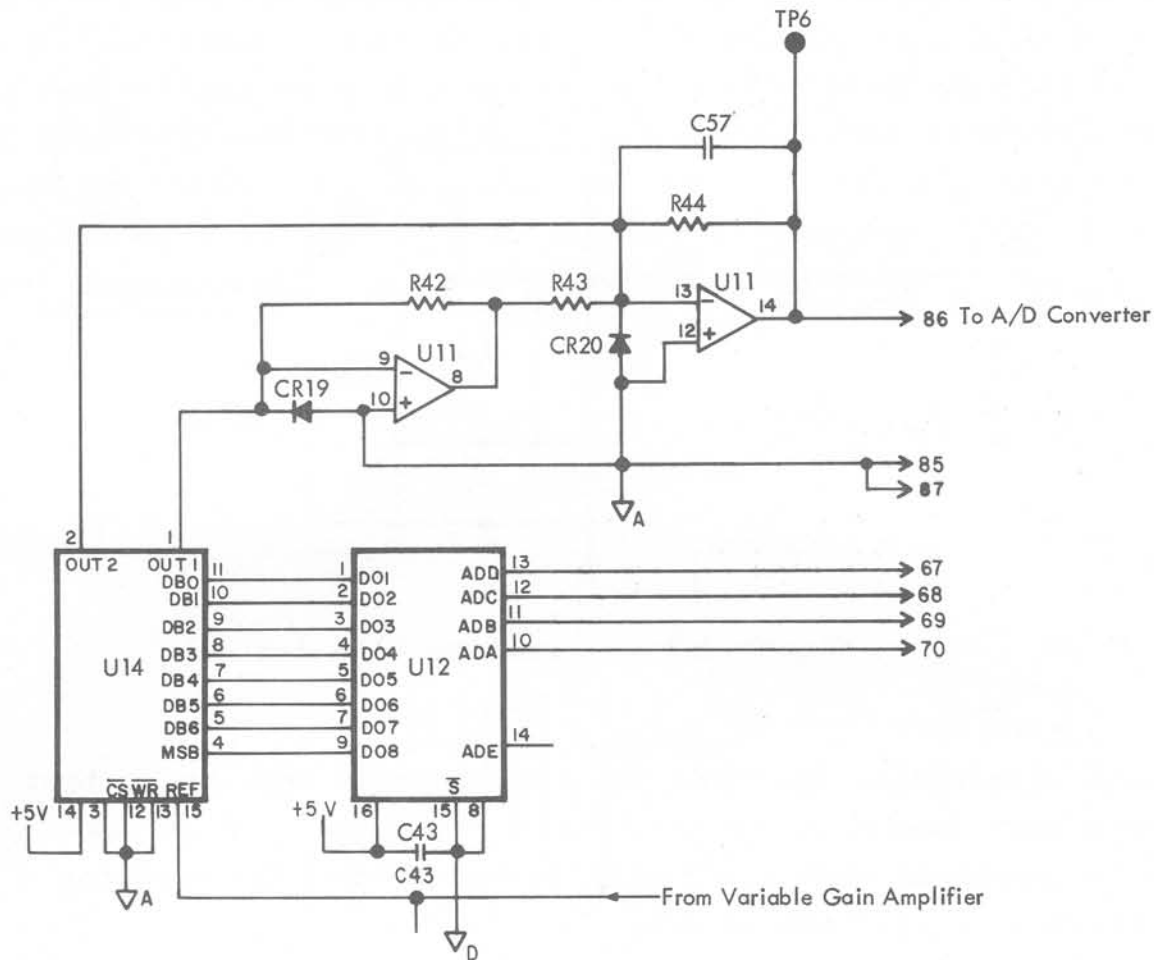 TP6
C57
R44
R42
R43
U11
13
14
12
86 To A/D Converter
CR20
U11
9
8
CR19
10
85
87
A
2
1
OUT 2
OUT 1
DB0 11
1 DO1
ADD 13
67
DB1 10
2 DO2
ADC 12
68
DB2 9
3 DO3
ADB 11
69
DB3 8
4 DO4
ADA 10
70
U14
U12
DB4 7
5 DO5
DB5 6
6 DO6
DB6 5
7 DO7
MSB 4
9 DO8
ADE 14
CS WR REF
S
+5V 14 3 12 13 15
+5 V 16 15 8
C43
C43
A
From Variable Gain Amplifier
D